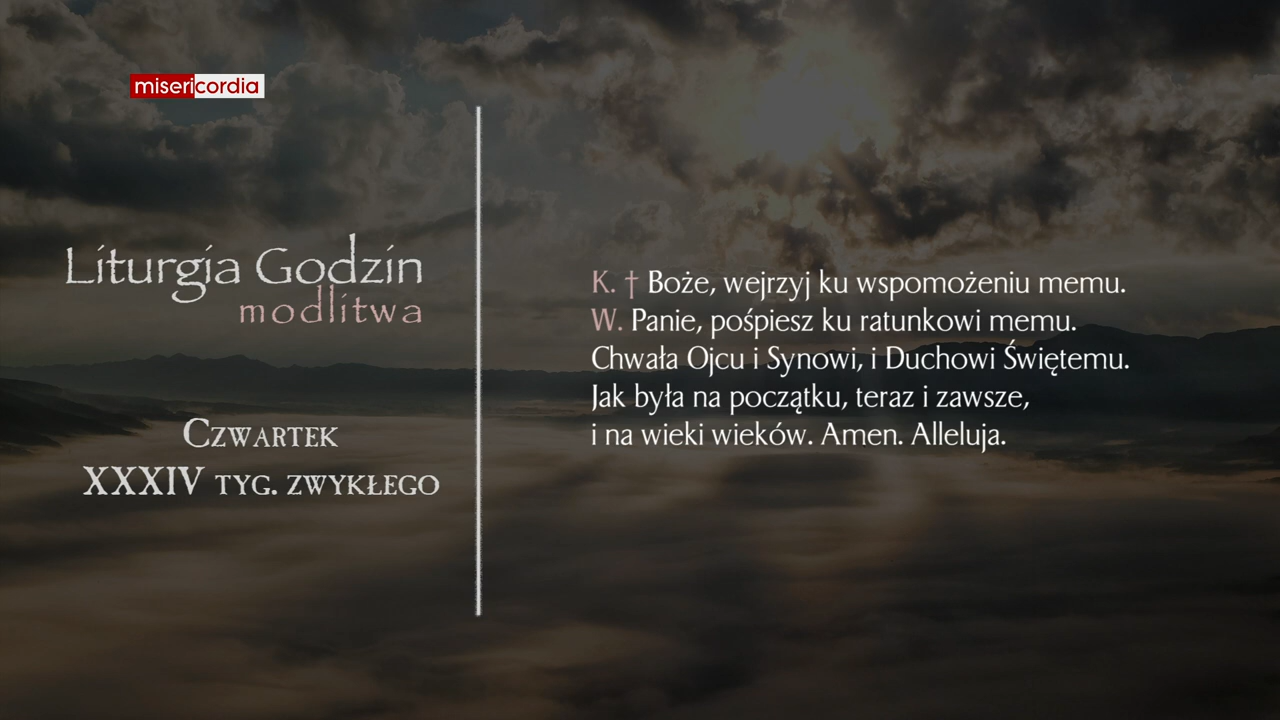 misericordia
Liturgia Godzin
modlitwa
Czwartek
XXXIV tyg. zwykłego
K. † Boże, wejrzyj ku wspomożeniu memu.
W. Panie, pośpiesz ku ratunkowi memu.
Chwała Ojcu i Synowi, i Duchowi Świętemu.
Jak była na początku, teraz i zawsze,
i na wieki wieków. Amen. Alleluja.